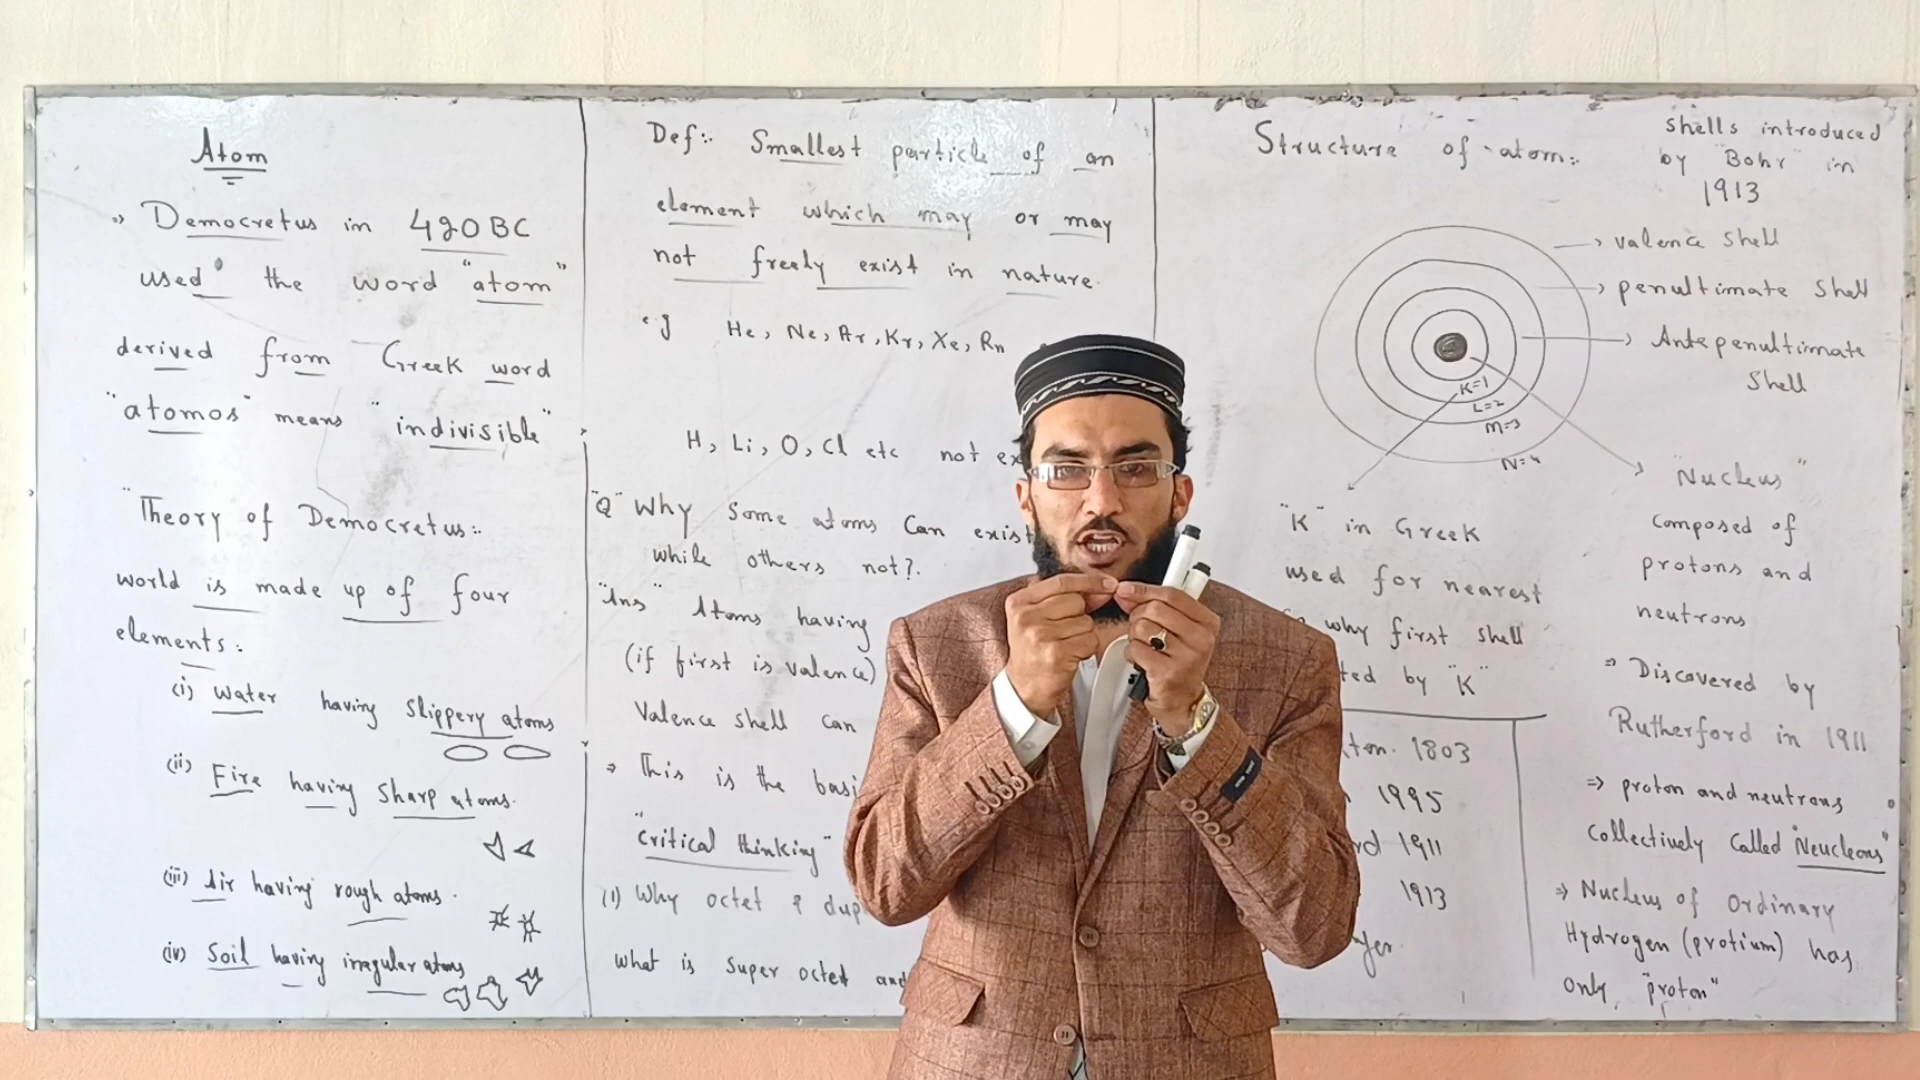 Atom
=> Democretus in 420 BC
used the word "atom"
derived from Greek word
"atomos" means "indivisible"
"Theory of Democretus:-
world is made up of four
elements:
(i) Water having slippery atoms
(ii) Fire having sharp atoms.
(iii) Air having rough atoms.
(iv) Soil having irregular atoms
Def:- Smallest particle of an
element which may or may
not freely exist in nature.
e.g He, Ne, Ar, Kr, Xe, Rn
H, Li, O, Cl etc not ex
"Q" Why some atoms can exist
while others not?.
"Ans" Atoms having
(if first is valence)
Valence shell can
=> This is the basi
"critical thinking"
(1) Why octet & dup
What is super octet and
Structure of atom:-
shells introduced
by "Bohr" in
1913
valence shell
penultimate shell
Antepenultimate
shell
K=1
L=2
M=3
N=4
"K" in Greek
used for nearest
why first shell
ted by "K"
ton. 1803
1995
rd 1911
1913
"Nucleus"
composed of
protons and
neutrons
=> Discovered by
Rutherford in 1911
=> proton and neutrons
collectively called "Neucleons"
=> Nucleus of ordinary
Hydrogen (protium) has
only "proton"